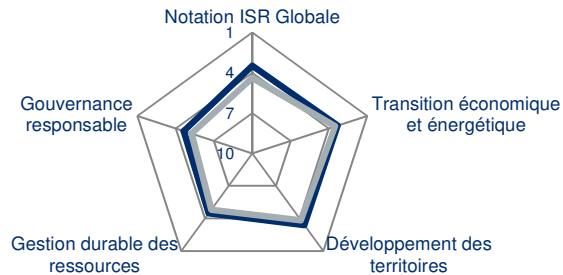 Notation ISR Globale
1
4
7
10
Transition économique
et énergétique
Développement des
territoires
Gestion durable des
ressources
Gouvernance
responsable